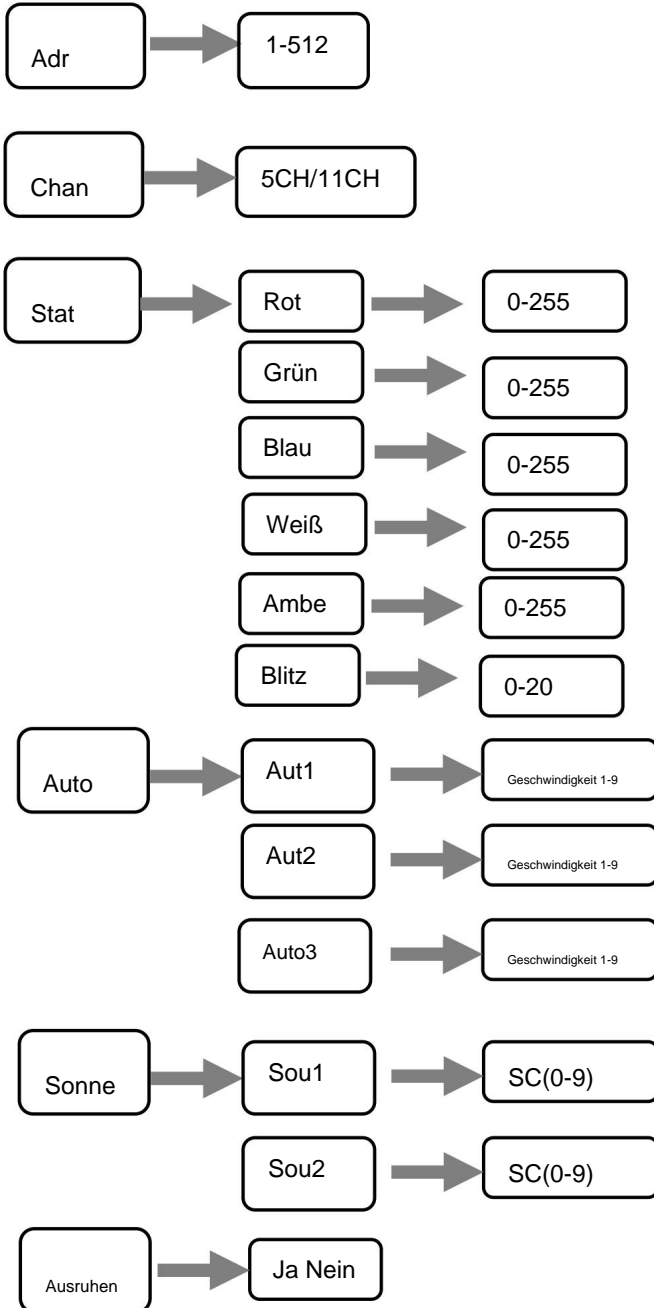 Adr
1-512
Chan
5CH/11CH
Stat
Rot
0-255
Grün
0-255
Blau
0-255
Weiß
0-255
Ambe
0-255
Blitz
0-20
Auto
Aut1
Geschwindigkeit 1-9
Aut2
Geschwindigkeit 1-9
Auto3
Geschwindigkeit 1-9
Sonne
Sou1
SC(0-9)
Sou2
SC(0-9)
Ausruhen
Ja Nein